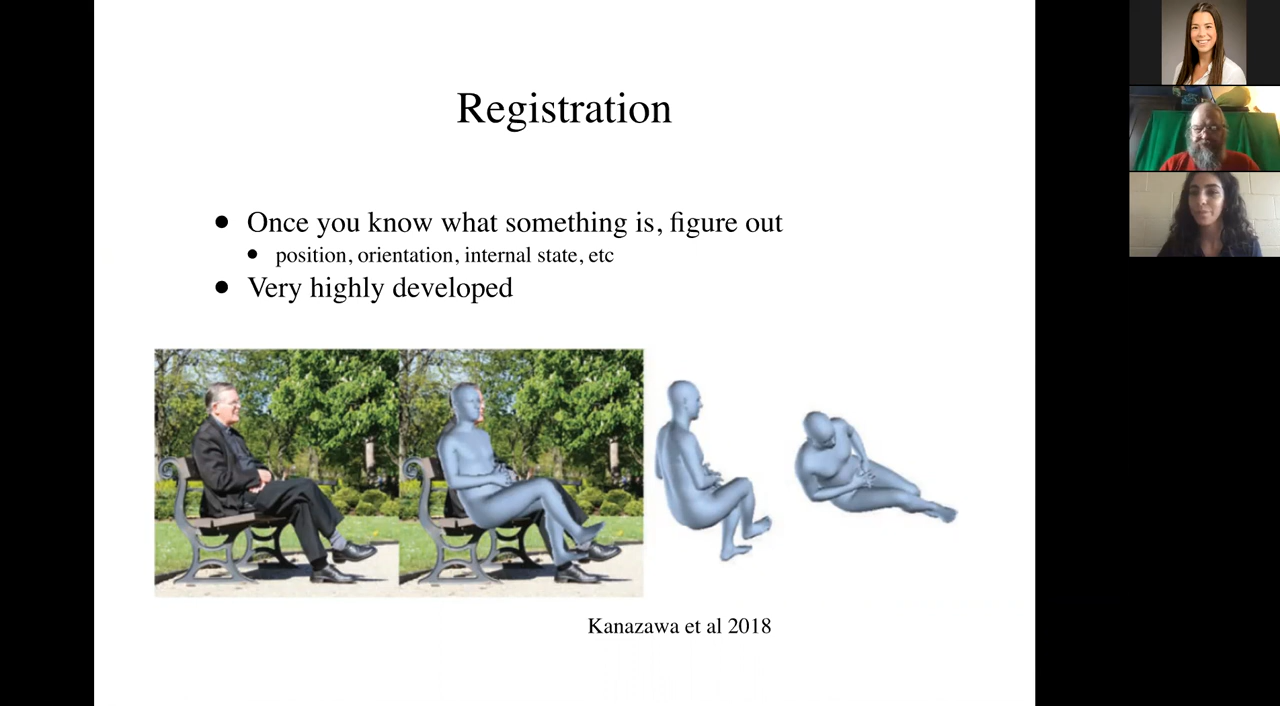 Registration
• Once you know what something is, figure out
• position, orientation, internal state, etc
• Very highly developed
Kanazawa et al 2018